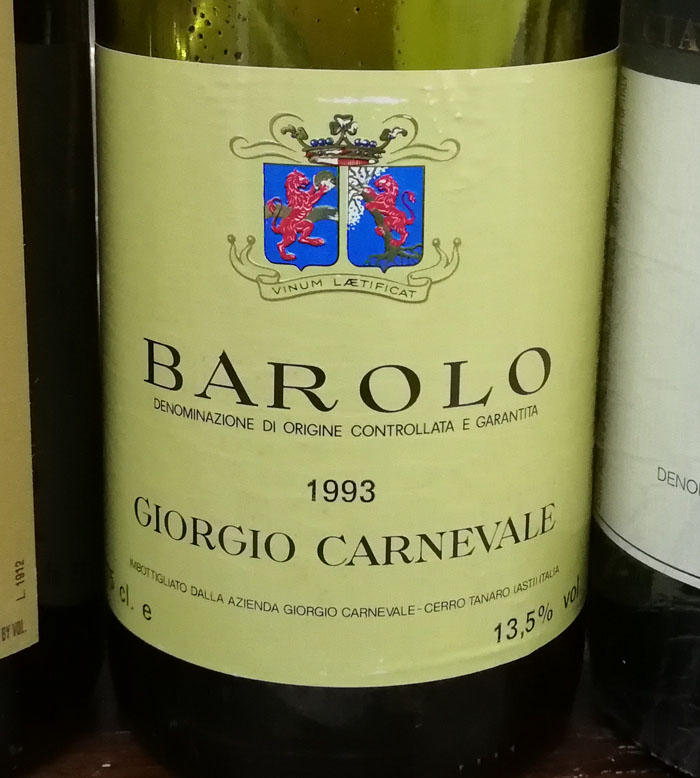 VINUM LÆTIFICAT
BAROLO
DENOMINAZIONE DI ORIGINE CONTROLLATA E GARANTITA
1993
GIORGIO CARNEVALE
IMBOTTIGLIATO DALLA AZIENDA GIORGIO CARNEVALE - CERRO TANARO (ASTI) ITALIA
cl. e
13,5% vol
L. 1912
BY VOL.